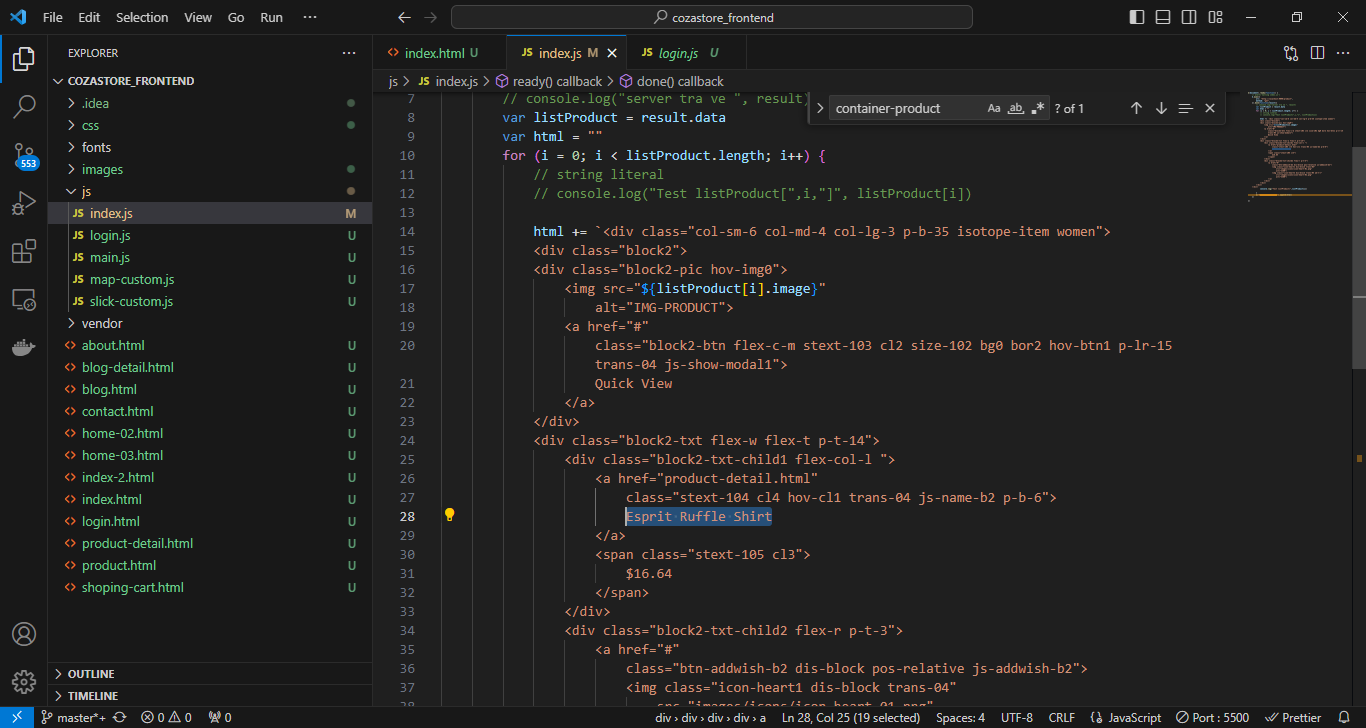 File Edit Selection View Go Run ···
cozastore_frontend
EXPLORER
COZASTORE_FRONTEND
.idea
css
fonts
images
js
JS index.js M
JS login.js U
JS main.js U
JS map-custom.js U
JS slick-custom.js U
vendor
<> about.html U
<> blog-detail.html U
<> blog.html U
<> contact.html U
<> home-02.html U
<> home-03.html U
<> index-2.html U
<> index.html U
<> login.html U
<> product-detail.html U
<> product.html U
<> shoping-cart.html U
OUTLINE
TIMELINE
553
<> index.html U
JS index.js M
JS login.js U
js > JS index.js > ready() callback > done() callback
container-product
Aa ab .* ? of 1
7 // console.log("server tra ve ", result)
8 var listProduct = result.data
9 var html = ""
10 for (i = 0; i < listProduct.length; i++) {
11 // string literal
12 // console.log("Test listProduct[",i,"]", listProduct[i])
13
14 html += `<div class="col-sm-6 col-md-4 col-lg-3 p-b-35 isotope-item women">
15 <div class="block2">
16 <div class="block2-pic hov-img0">
17 <img src="${listProduct[i].image}"
18 alt="IMG-PRODUCT">
19 <a href="#"
20 class="block2-btn flex-c-m stext-103 cl2 size-102 bg0 bor2 hov-btn1 p-lr-15
trans-04 js-show-modal1">
21 Quick View
22 </a>
23 </div>
24 <div class="block2-txt flex-w flex-t p-t-14">
25 <div class="block2-txt-child1 flex-col-l ">
26 <a href="product-detail.html"
27 class="stext-104 cl4 hov-cl1 trans-04 js-name-b2 p-b-6">
28 Esprit Ruffle Shirt
29 </a>
30 <span class="stext-105 cl3">
31 $16.64
32 </span>
33 </div>
34 <div class="block2-txt-child2 flex-r p-t-3">
35 <a href="#"
36 class="btn-addwish-b2 dis-block pos-relative js-addwish-b2">
37 <img class="icon-heart1 dis-block trans-04"
38 src="images/icons/icon-heart-01.png"
master*+ 0 0 0
div > div > div > div > a Ln 28, Col 25 (19 selected) Spaces: 4 UTF-8 CRLF {} JavaScript Port : 5500 Prettier